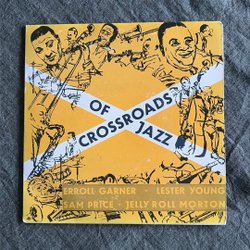 CROSSROADS
OF JAZZ
ERROLL GARNER - LESTER YOUNG
SAM PRICE - JELLY ROLL MORTON